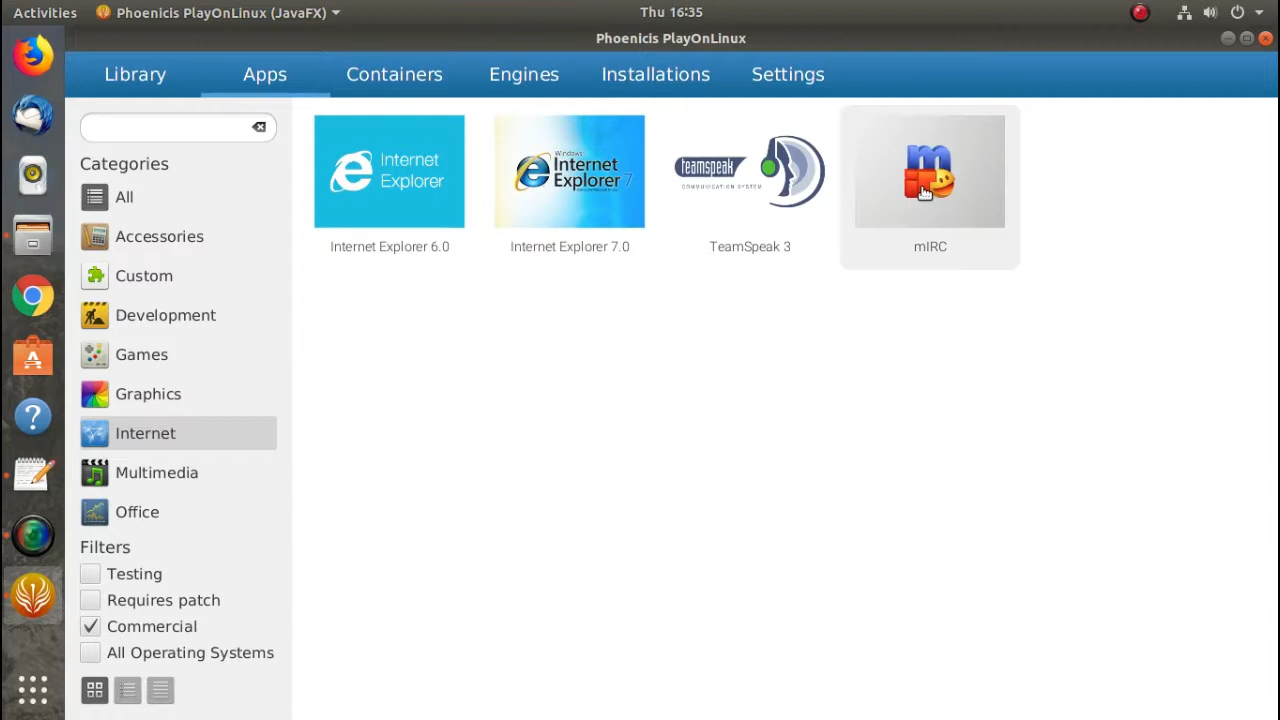 Activities
Phoenicis PlayOnLinux (JavaFX)
Thu 16:35
Phoenicis PlayOnLinux
Library
Apps
Containers
Engines
Installations
Settings
Categories
All
Accessories
Custom
Development
Games
Graphics
Internet
Multimedia
Office
Filters
Testing
Requires patch
Commercial
All Operating Systems
Internet
Explorer
Internet Explorer 6.0
Windows
Internet
Explorer 7
Internet Explorer 7.0
teamspeak
COMMUNICATION SYSTEM
TeamSpeak 3
m
mIRC